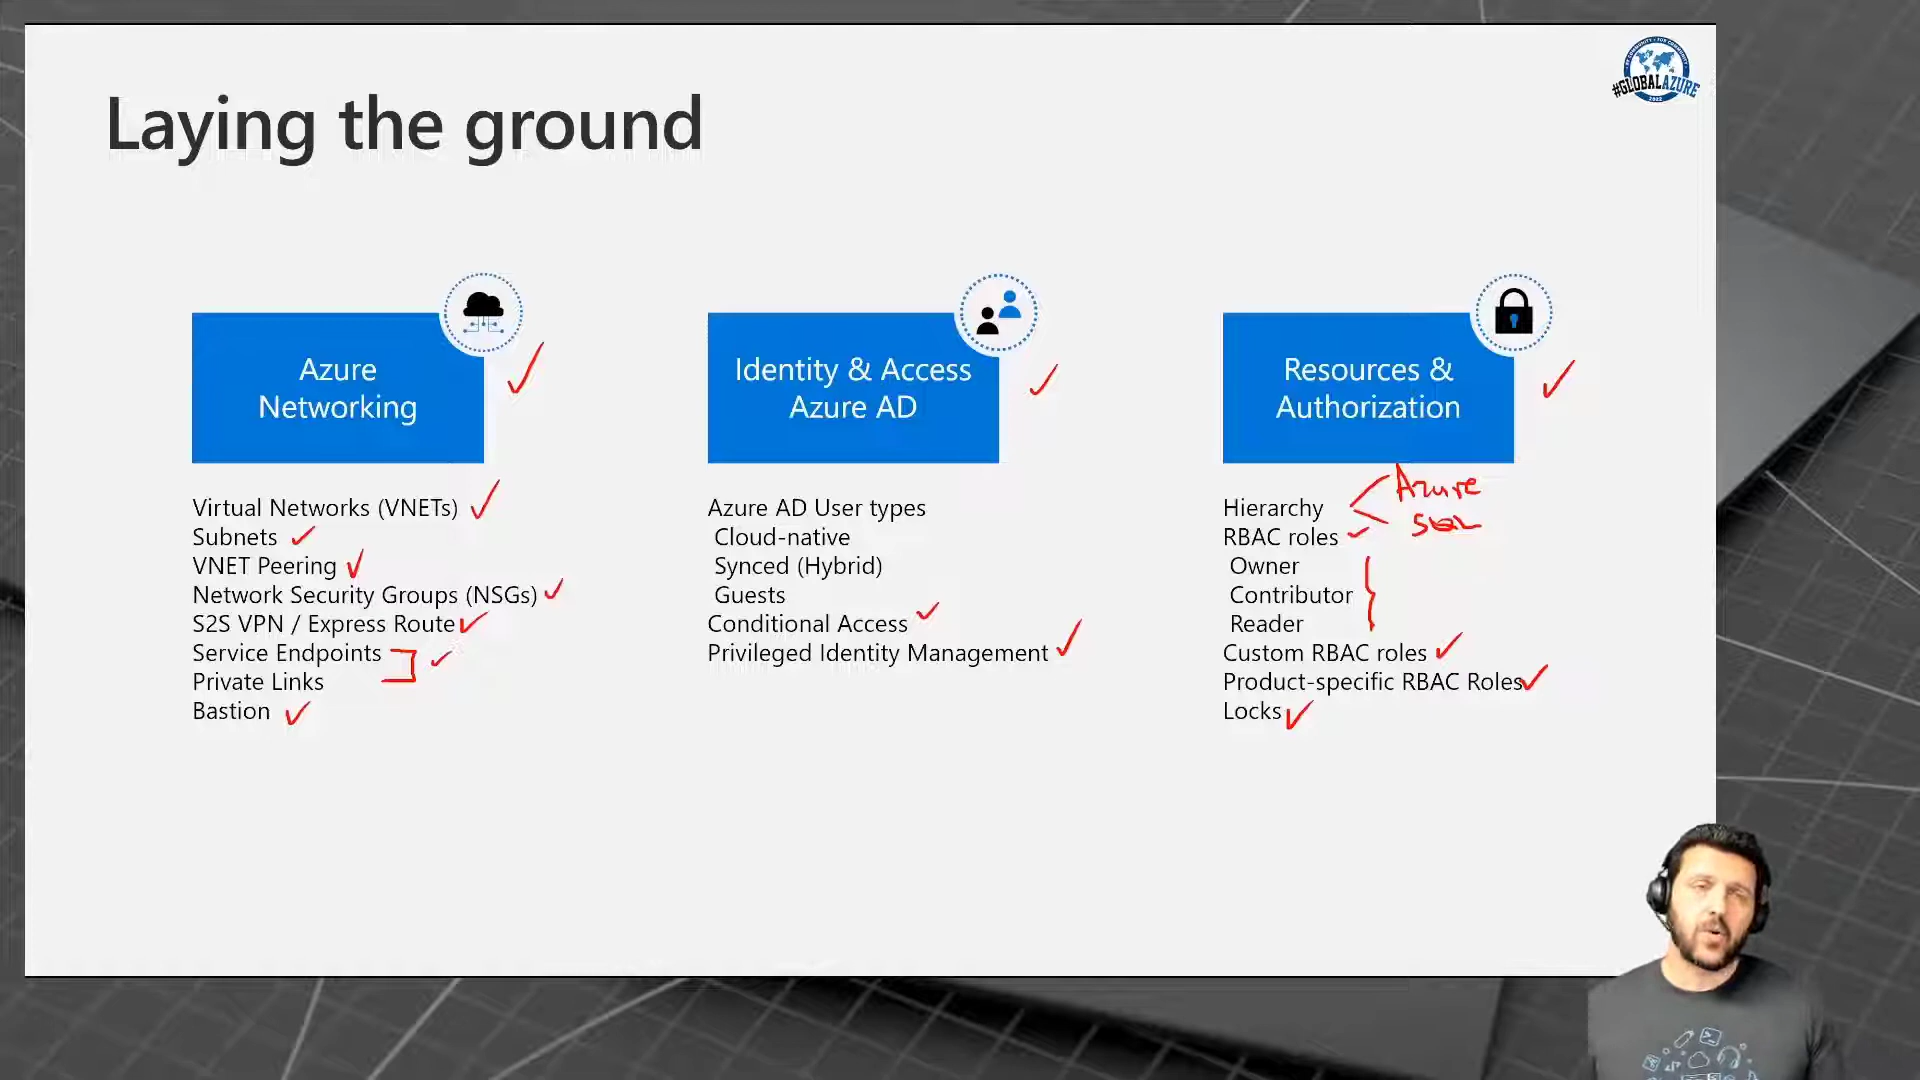 Laying the ground
#GLOBALAZURE
2022
Azure
Networking
Virtual Networks (VNETs)
Subnets
VNET Peering
Network Security Groups (NSGs)
S2S VPN / Express Route
Service Endpoints
Private Links
Bastion
Identity & Access
Azure AD
Azure AD User types
Cloud-native
Synced (Hybrid)
Guests
Conditional Access
Privileged Identity Management
Resources &
Authorization
Azure
Hierarchy
RBAC roles
Owner
Contributor
Reader
Custom RBAC roles
Product-specific RBAC Roles
Locks